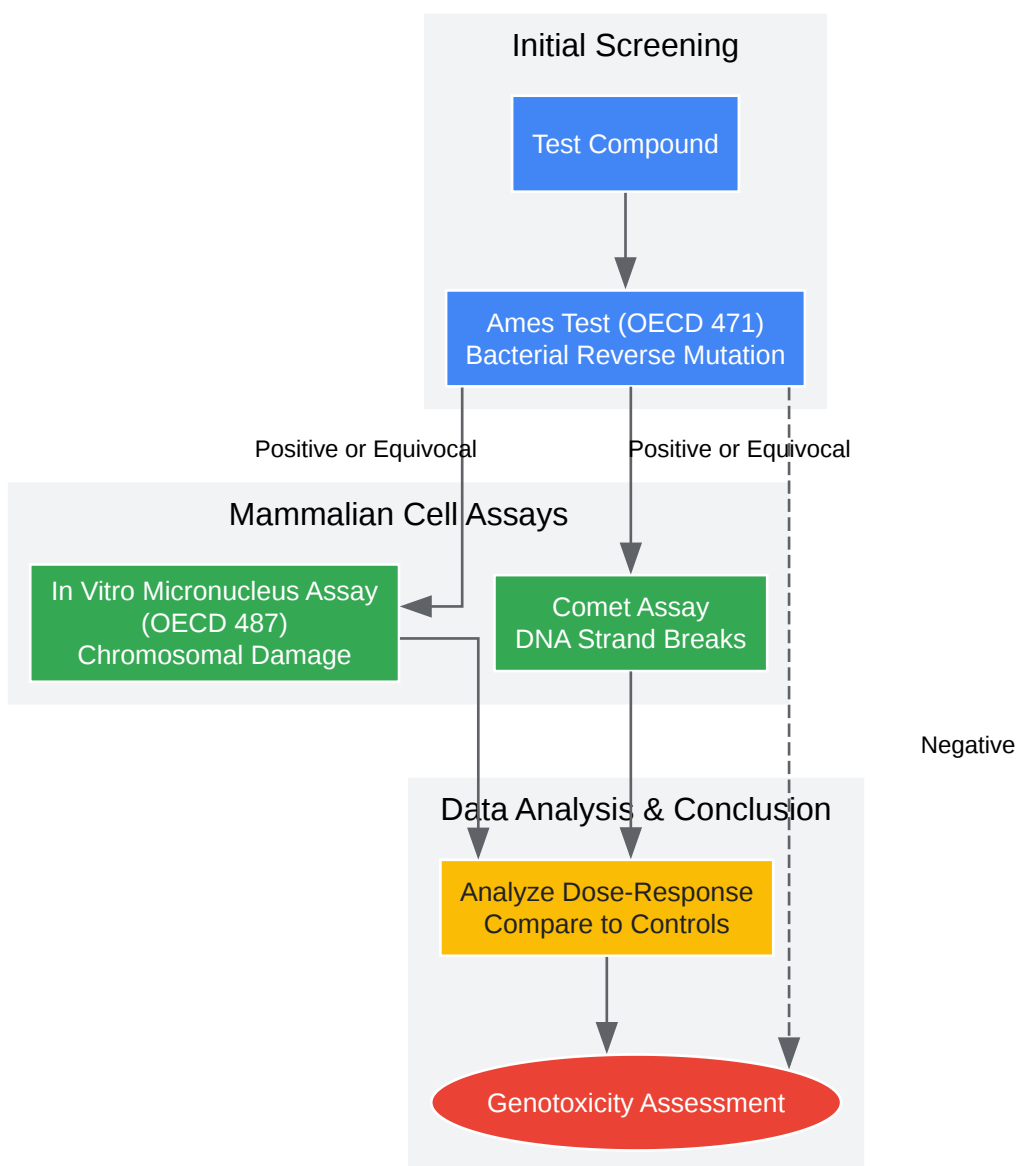 Initial Screening
Test Compound
Ames Test (OECD 471)
Bacterial Reverse Mutation
Positive or Equivocal
Positive or Equivocal
Mammalian Cell Assays
In Vitro Micronucleus Assay
(OECD 487)
Chromosomal Damage
Comet Assay
DNA Strand Breaks
Negative
Data Analysis & Conclusion
Analyze Dose-Response
Compare to Controls
Genotoxicity Assessment